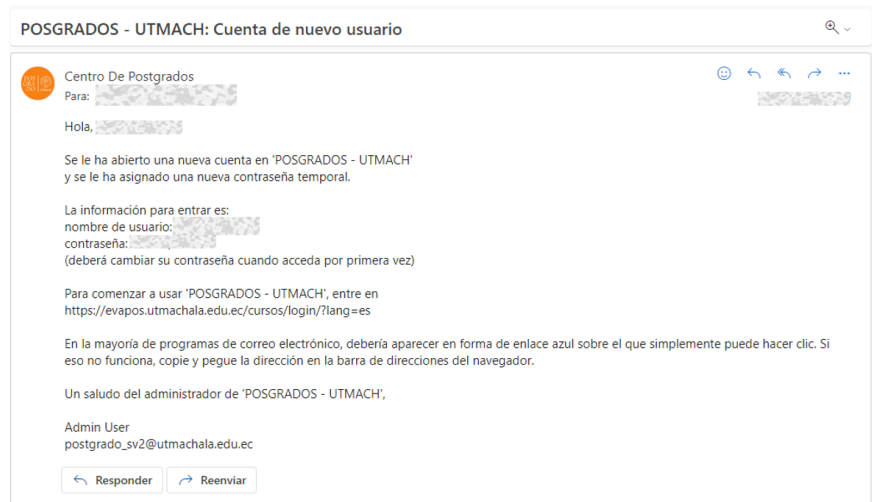 POSGRADOS - UTMACH: Cuenta de nuevo usuario
Centro De Postgrados
Para:
Hola,
Se le ha abierto una nueva cuenta en 'POSGRADOS - UTMACH'
y se le ha asignado una nueva contraseña temporal.
La información para entrar es:
nombre de usuario:
contraseña:
(deberá cambiar su contraseña cuando acceda por primera vez)
Para comenzar a usar 'POSGRADOS - UTMACH', entre en
https://evapos.utmachala.edu.ec/cursos/login/?lang=es
En la mayoría de programas de correo electrónico, debería aparecer en forma de enlace azul sobre el que simplemente puede hacer clic. Si
eso no funciona, copie y pegue la dirección en la barra de direcciones del navegador.
Un saludo del administrador de 'POSGRADOS - UTMACH',
Admin User
postgrado_sv2@utmachala.edu.ec
Responder Reenviar